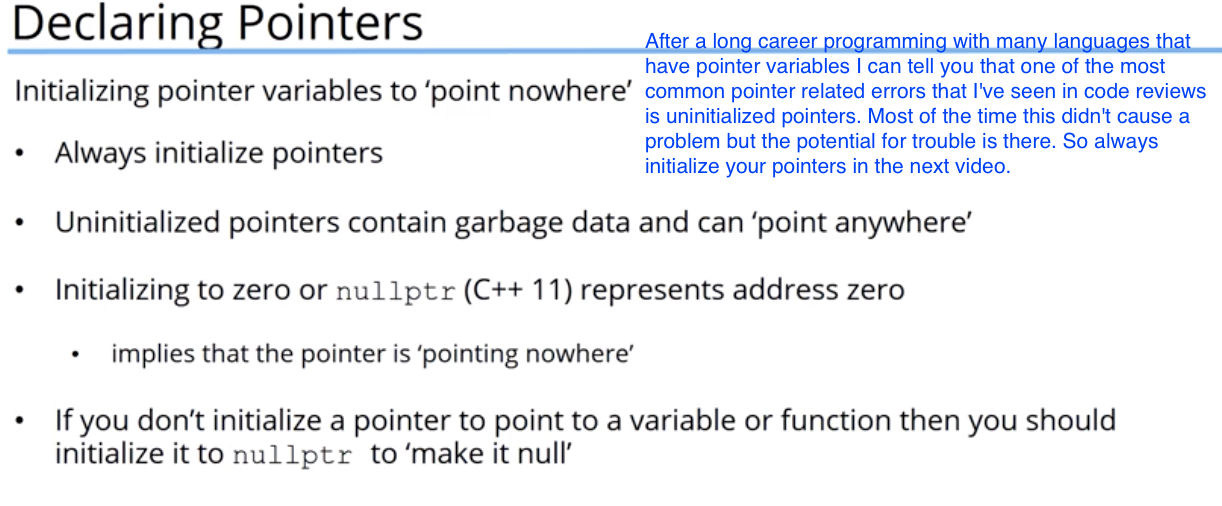 Declaring Pointers
After a long career programming with many languages that
have pointer variables I can tell you that one of the most
common pointer related errors that I've seen in code reviews
is uninitialized pointers. Most of the time this didn't cause a
problem but the potential for trouble is there. So always
initialize your pointers in the next video.
Initializing pointer variables to ‘point nowhere’
• Always initialize pointers
• Uninitialized pointers contain garbage data and can ‘point anywhere’
• Initializing to zero or nullptr (C++ 11) represents address zero
• implies that the pointer is ‘pointing nowhere’
• If you don’t initialize a pointer to point to a variable or function then you should
initialize it to nullptr to ‘make it null’